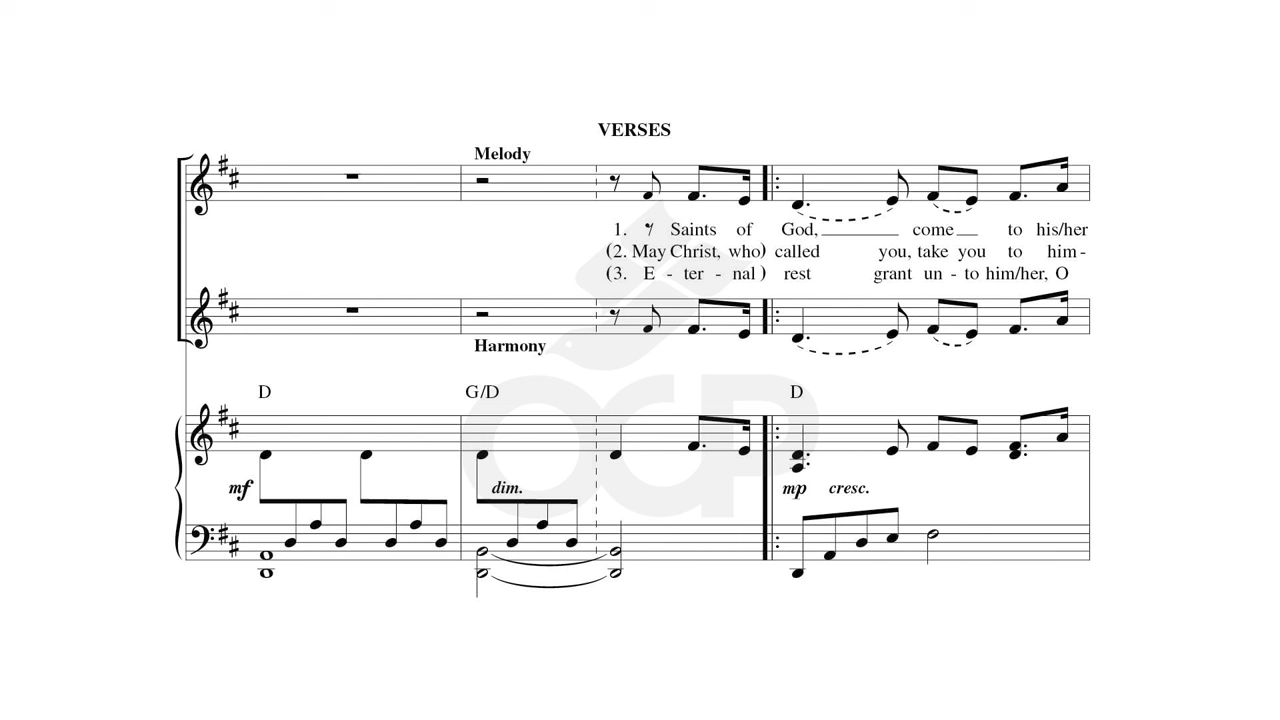 VERSES
Melody
1. Saints of God, come to his/her
(2. May Christ, who) called you, take you to him-
(3. E - ter - nal) rest grant un - to him/her, O
Harmony
D G/D D
mf dim. mp cresc.
OCP